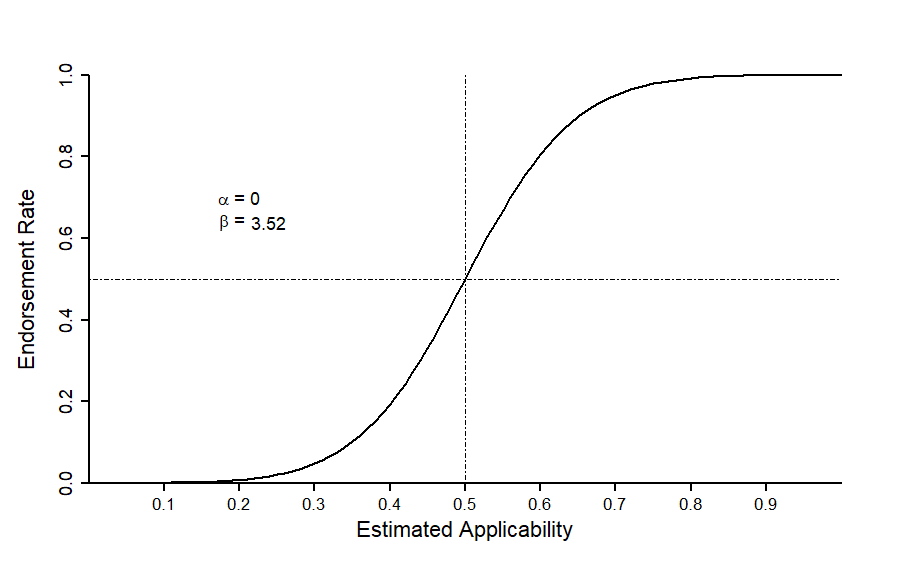 1.0
0.8
0.6
0.4
0.2
0.0
Endorsement Rate
α = 0
β = 3.52
0.1 0.2 0.3 0.4 0.5 0.6 0.7 0.8 0.9
Estimated Applicability